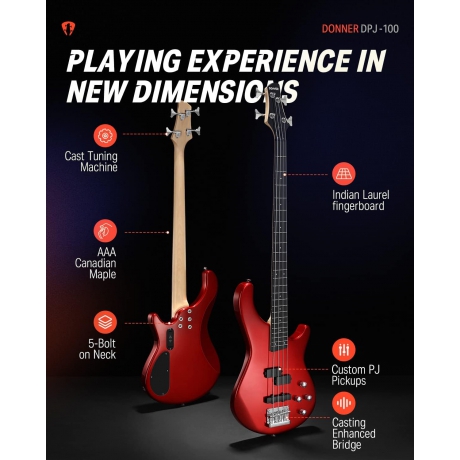 DONNER DPJ-100
PLAYING EXPERIENCE IN
NEW DIMENSIONS
Cast Tuning
Machine
Indian Laurel
fingerboard
AAA
Canadian
Maple
5-Bolt
on Neck
Custom PJ
Pickups
Casting
Enhanced
Bridge